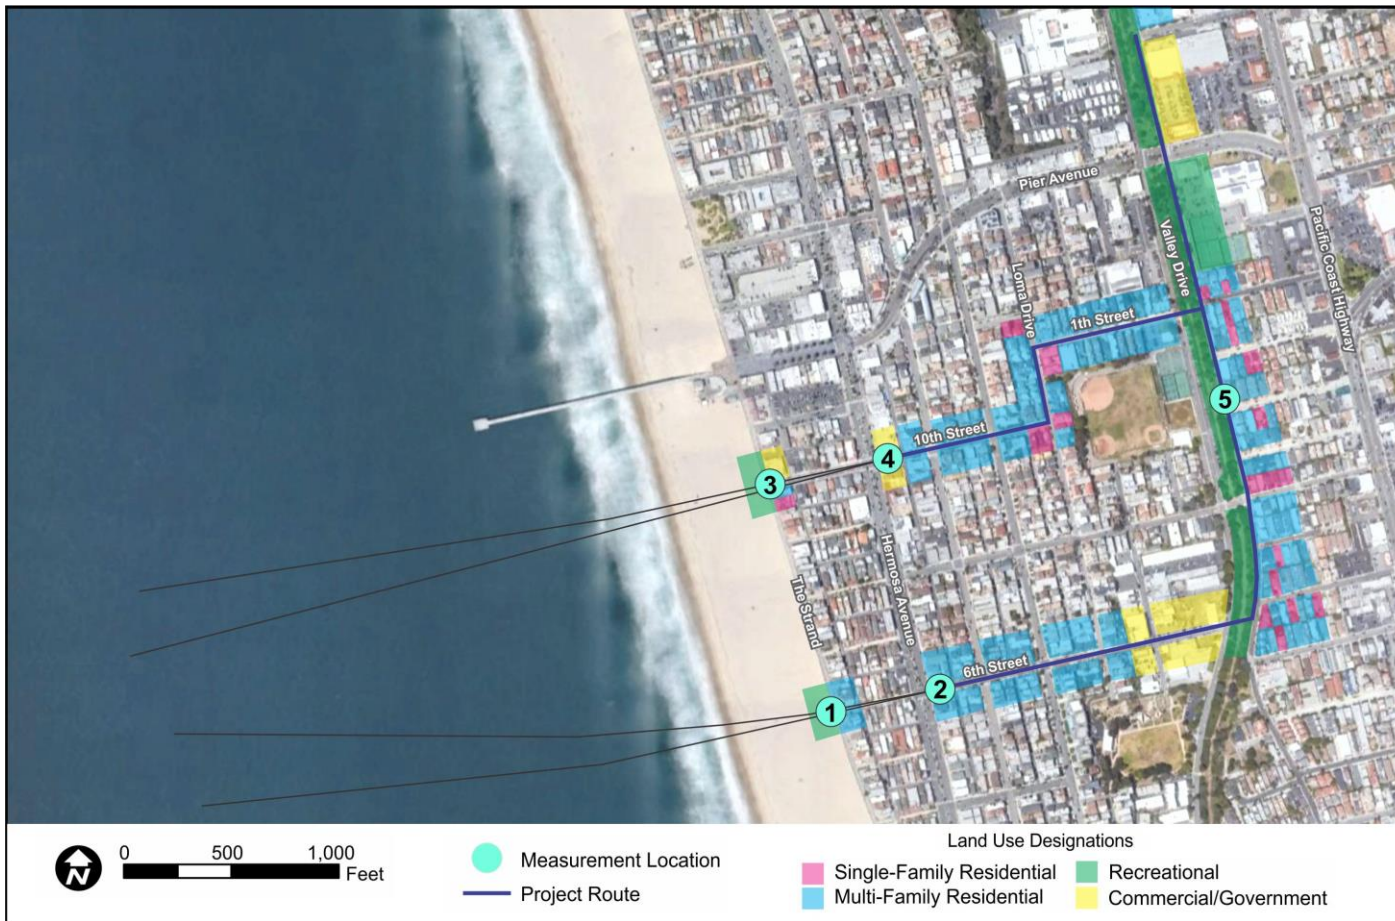 Pier Avenue
Valley Drive
Pacific Coast Highway
Loma Drive
1th Street
5
10th Street
4
3
Hermosa Avenue
The Strand
6th Street
2
1
N
0 500 1,000
Feet
Measurement Location
Project Route
Land Use Designations
Single-Family Residential
Multi-Family Residential
Recreational
Commercial/Government